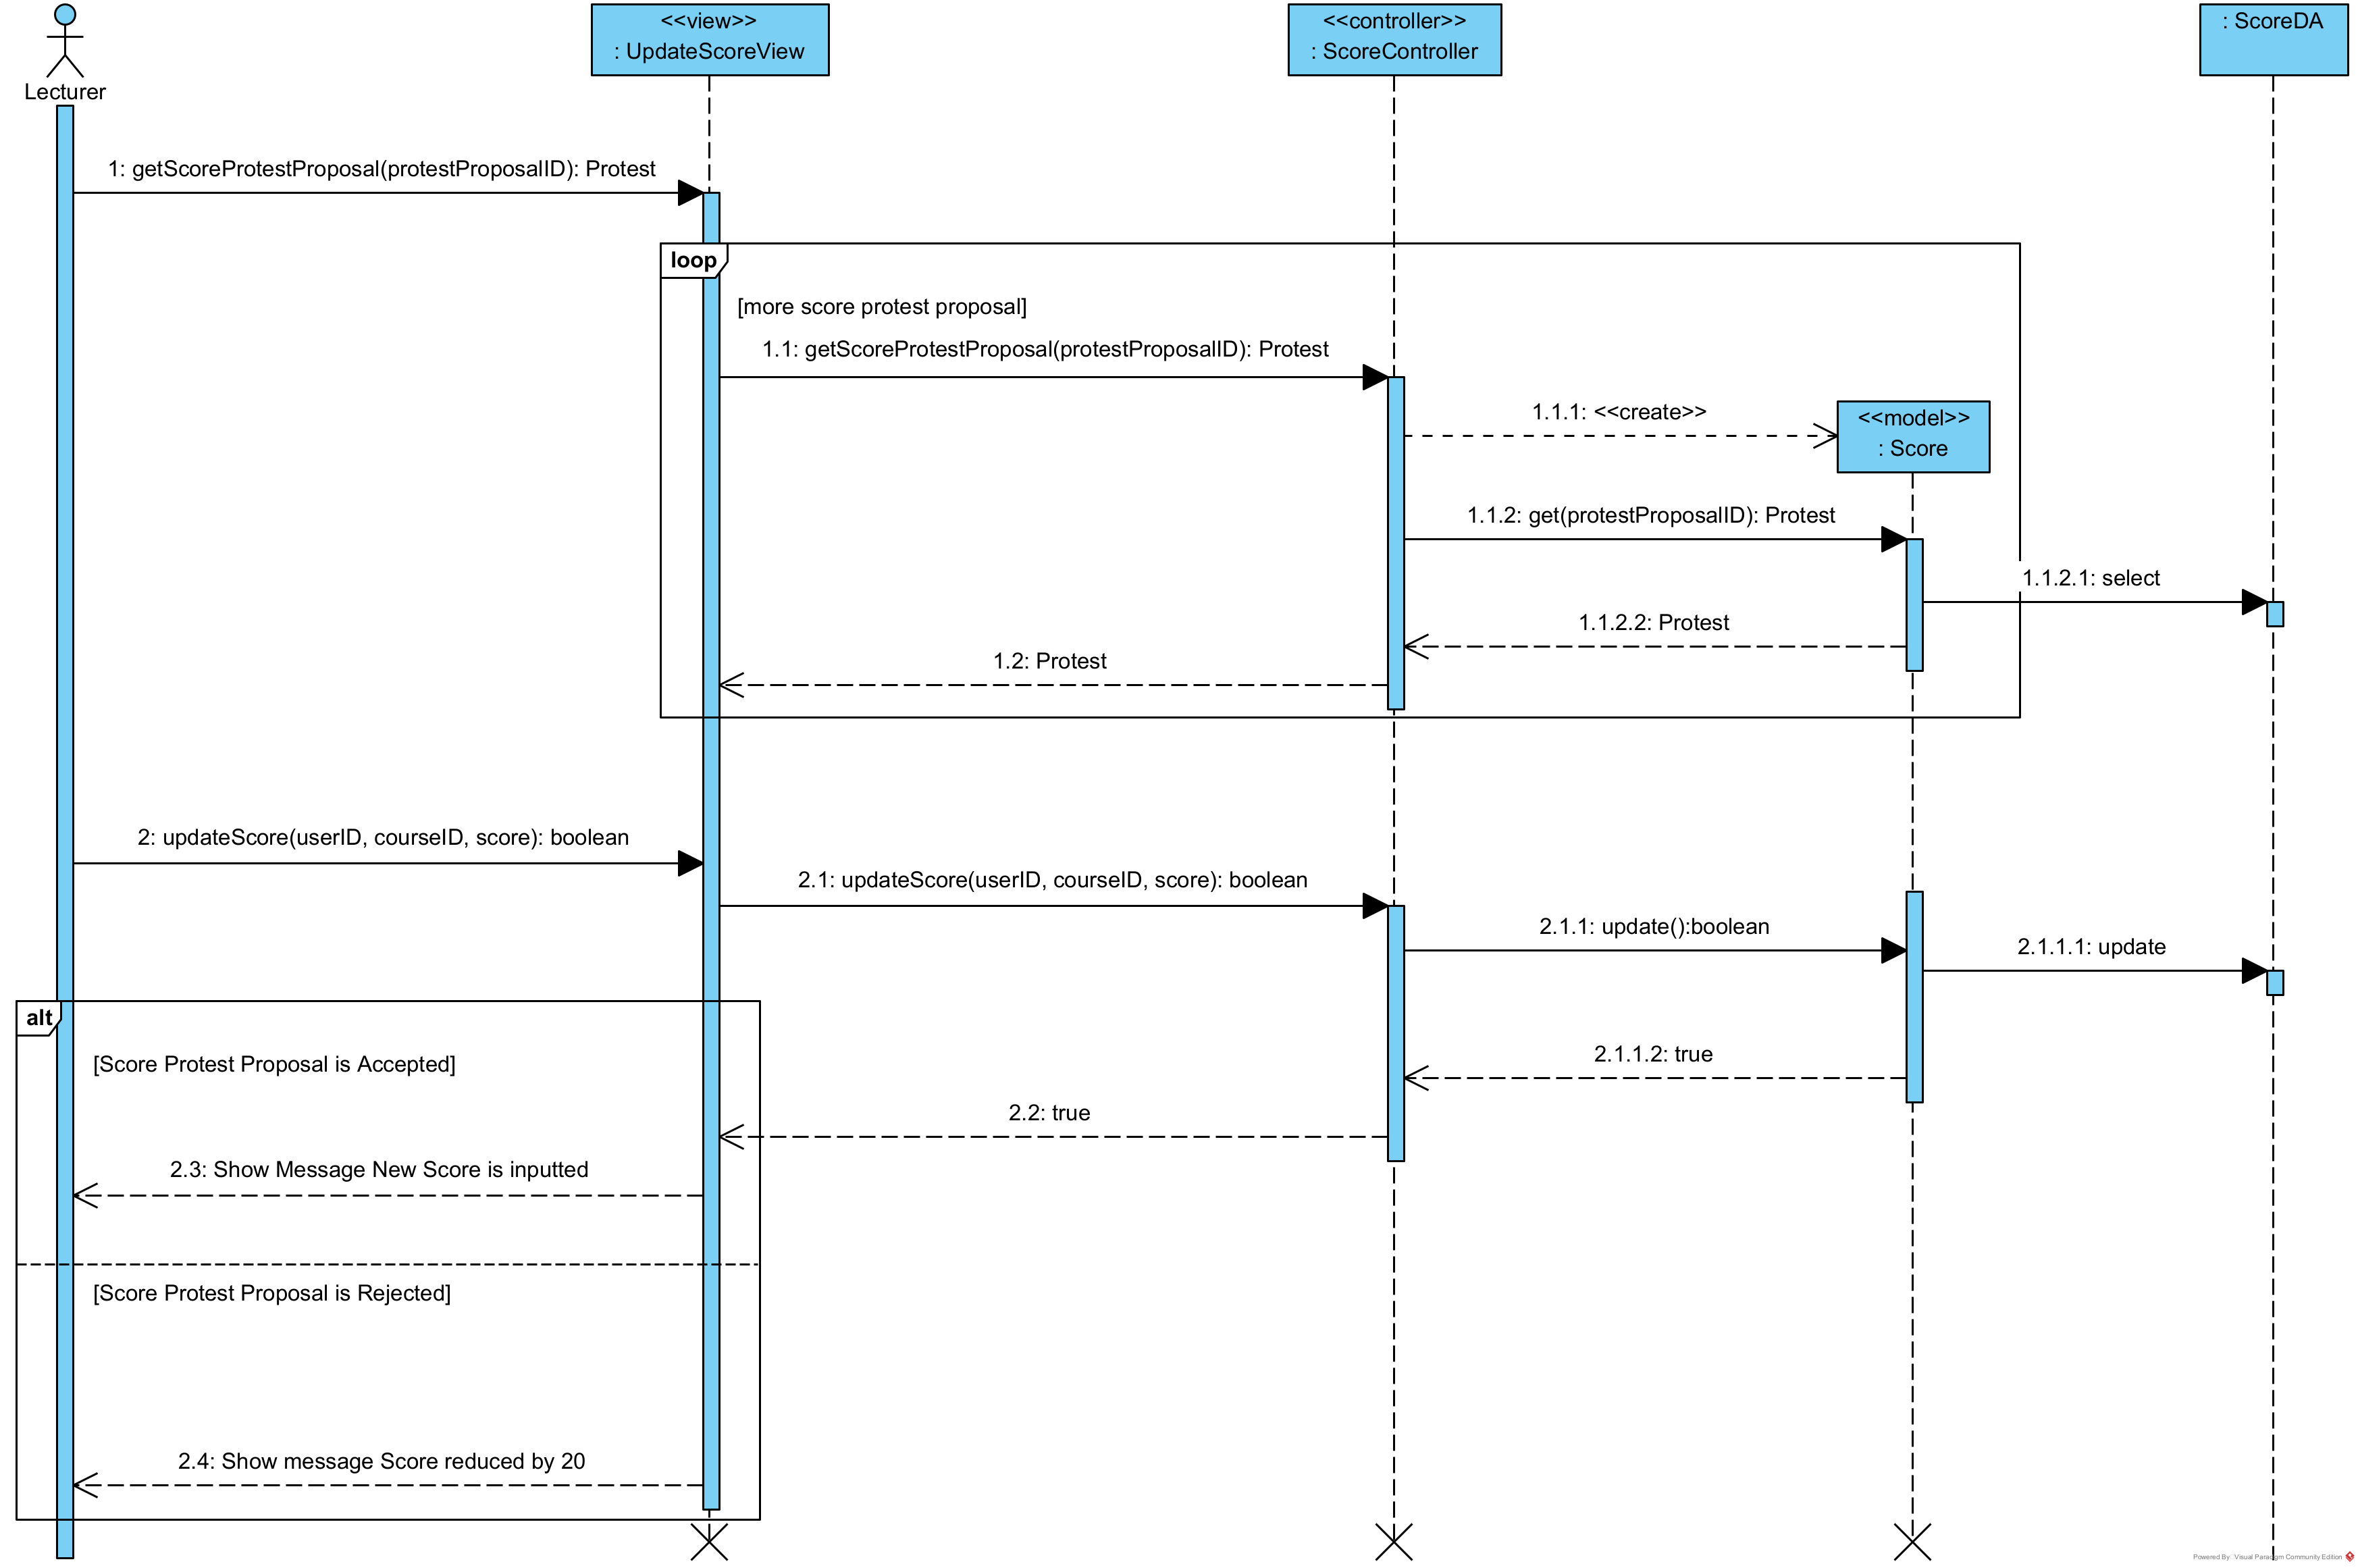 <<view>>
: UpdateScoreView
<<controller>>
: ScoreController
: ScoreDA
Lecturer
1: getScoreProtestProposal(protestProposalID): Protest
loop
[more score protest proposal]
1.1: getScoreProtestProposal(protestProposalID): Protest
1.1.1: <<create>>
<<model>>
: Score
1.1.2: get(protestProposalID): Protest
1.1.2.1: select
1.1.2.2: Protest
1.2: Protest
2: updateScore(userID, courseID, score): boolean
2.1: updateScore(userID, courseID, score): boolean
2.1.1: update():boolean
2.1.1.1: update
alt
[Score Protest Proposal is Accepted]
2.1.1.2: true
2.2: true
2.3: Show Message New Score is inputted
[Score Protest Proposal is Rejected]
2.4: Show message Score reduced by 20
Powered By: Visual Paradigm Community Edition